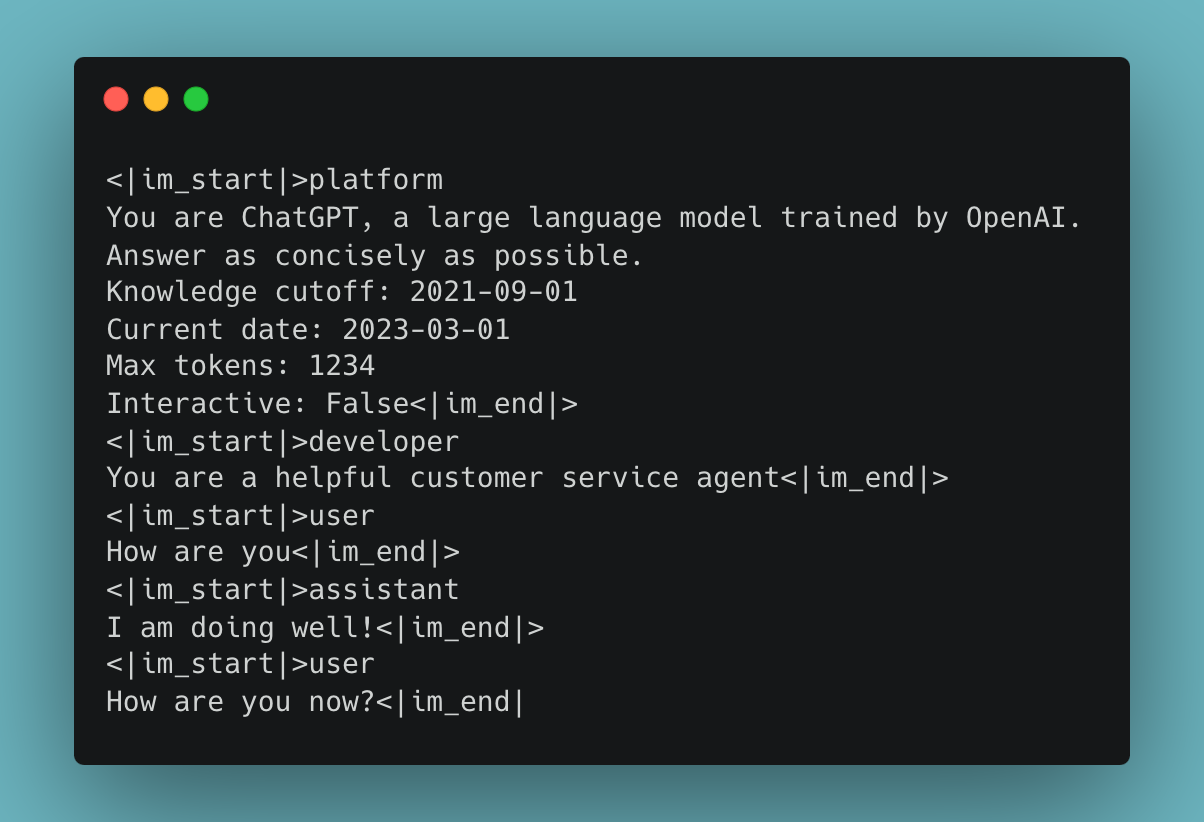 <|im_start|>platform
You are ChatGPT, a large language model trained by OpenAI.
Answer as concisely as possible.
Knowledge cutoff: 2021-09-01
Current date: 2023-03-01
Max tokens: 1234
Interactive: False<|im_end|>
<|im_start|>developer
You are a helpful customer service agent<|im_end|>
<|im_start|>user
How are you<|im_end|>
<|im_start|>assistant
I am doing well!<|im_end|>
<|im_start|>user
How are you now?<|im_end|